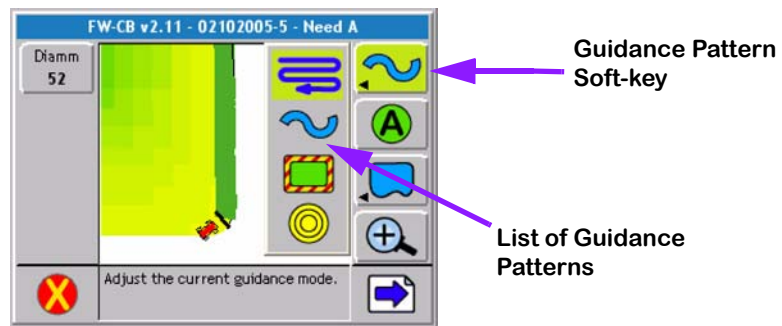 FW-CB v2.11 - 02102005-5 - Need A
Diamm
52
A
Adjust the current guidance mode.
Guidance Pattern
Soft-key
List of Guidance
Patterns